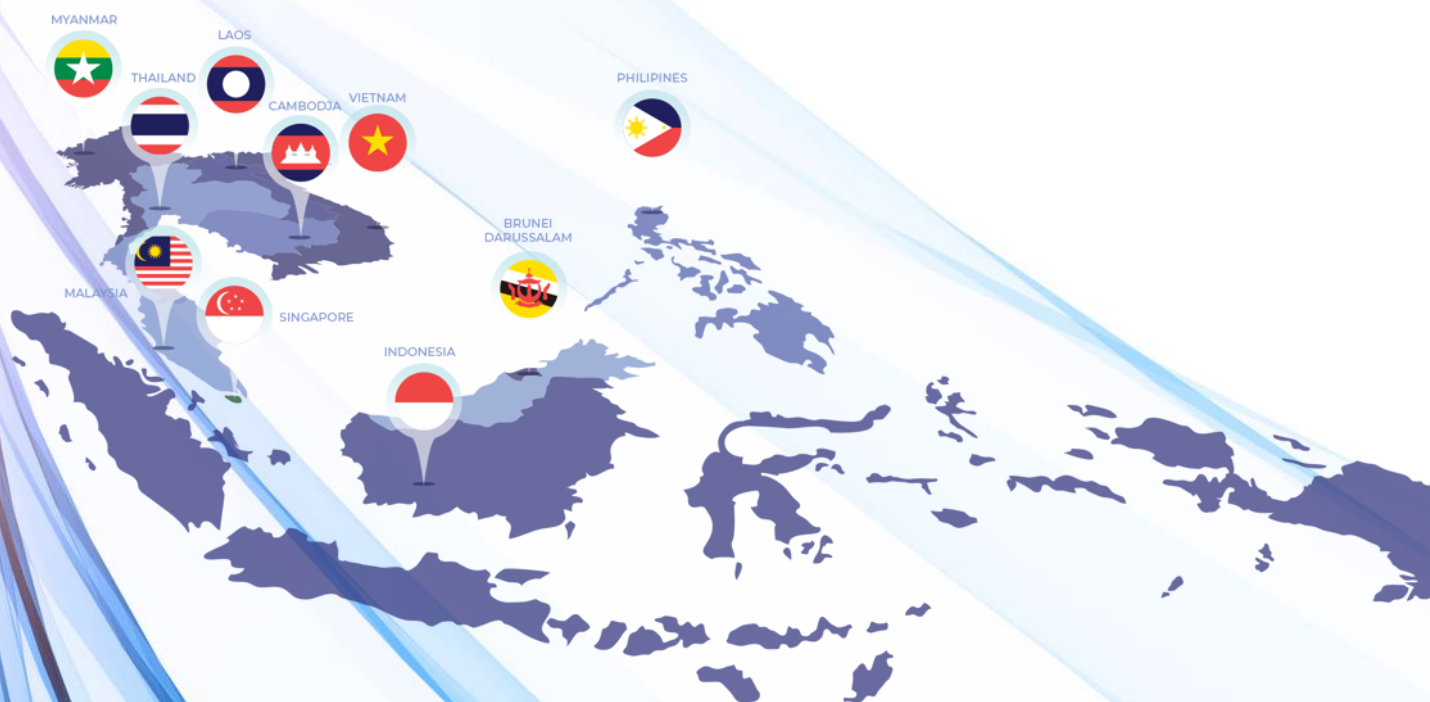 MYANMAR
LAOS
THAILAND
PHILIPINES
VIETNAM
CAMBODJA
BRUNEI
DARUSSALAM
MALAYSIA
SINGAPORE
INDONESIA